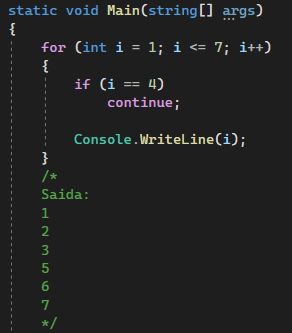 static void Main(string[] args)
{
for (int i = 1; i <= 7; i++)
{
if (i == 4)
continue;
Console.WriteLine(i);
}
/*
Saida:
1
2
3
5
6
7
*/